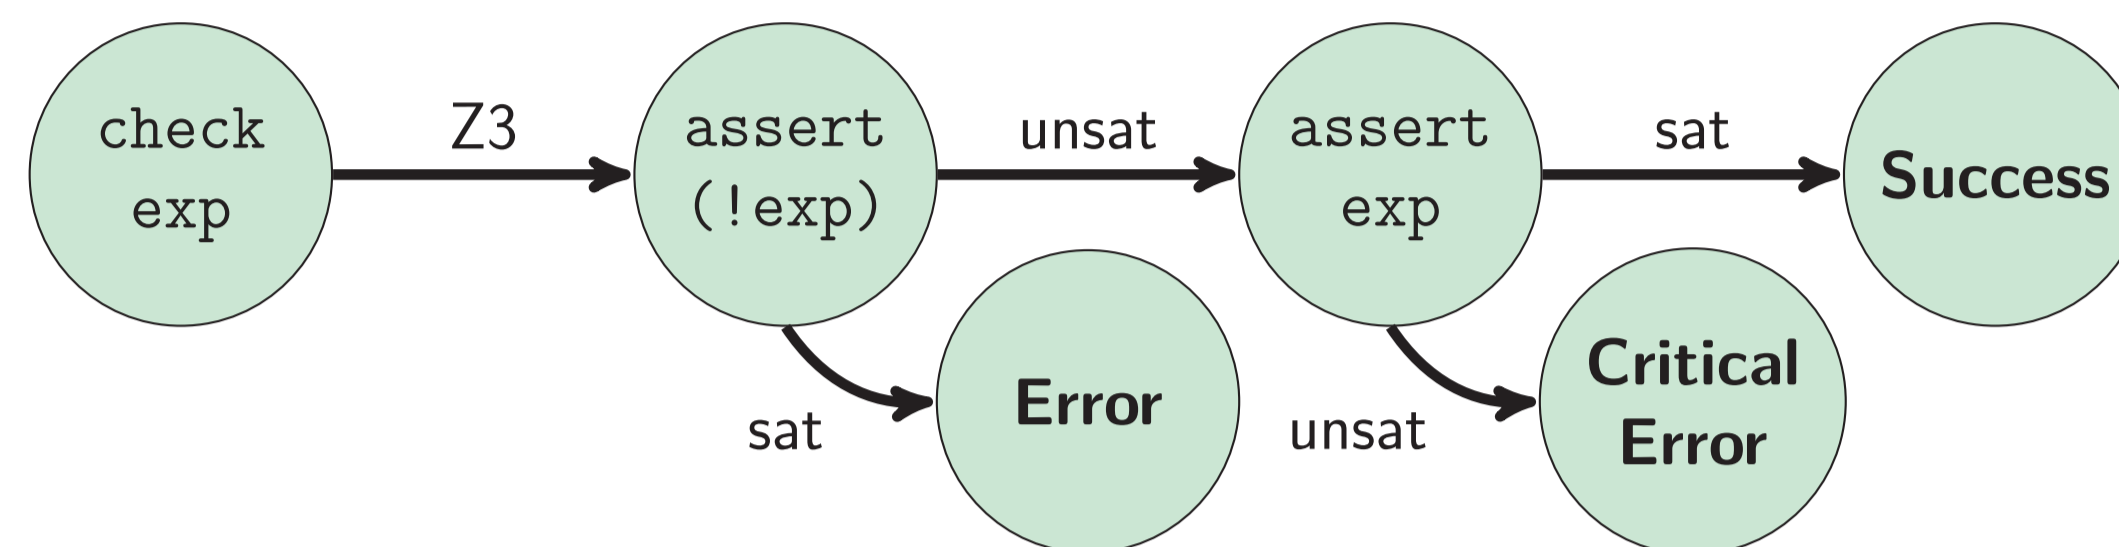 check
exp
Z3
assert
(!exp)
unsat
assert
exp
sat
Success
sat
Error
unsat
Critical
Error